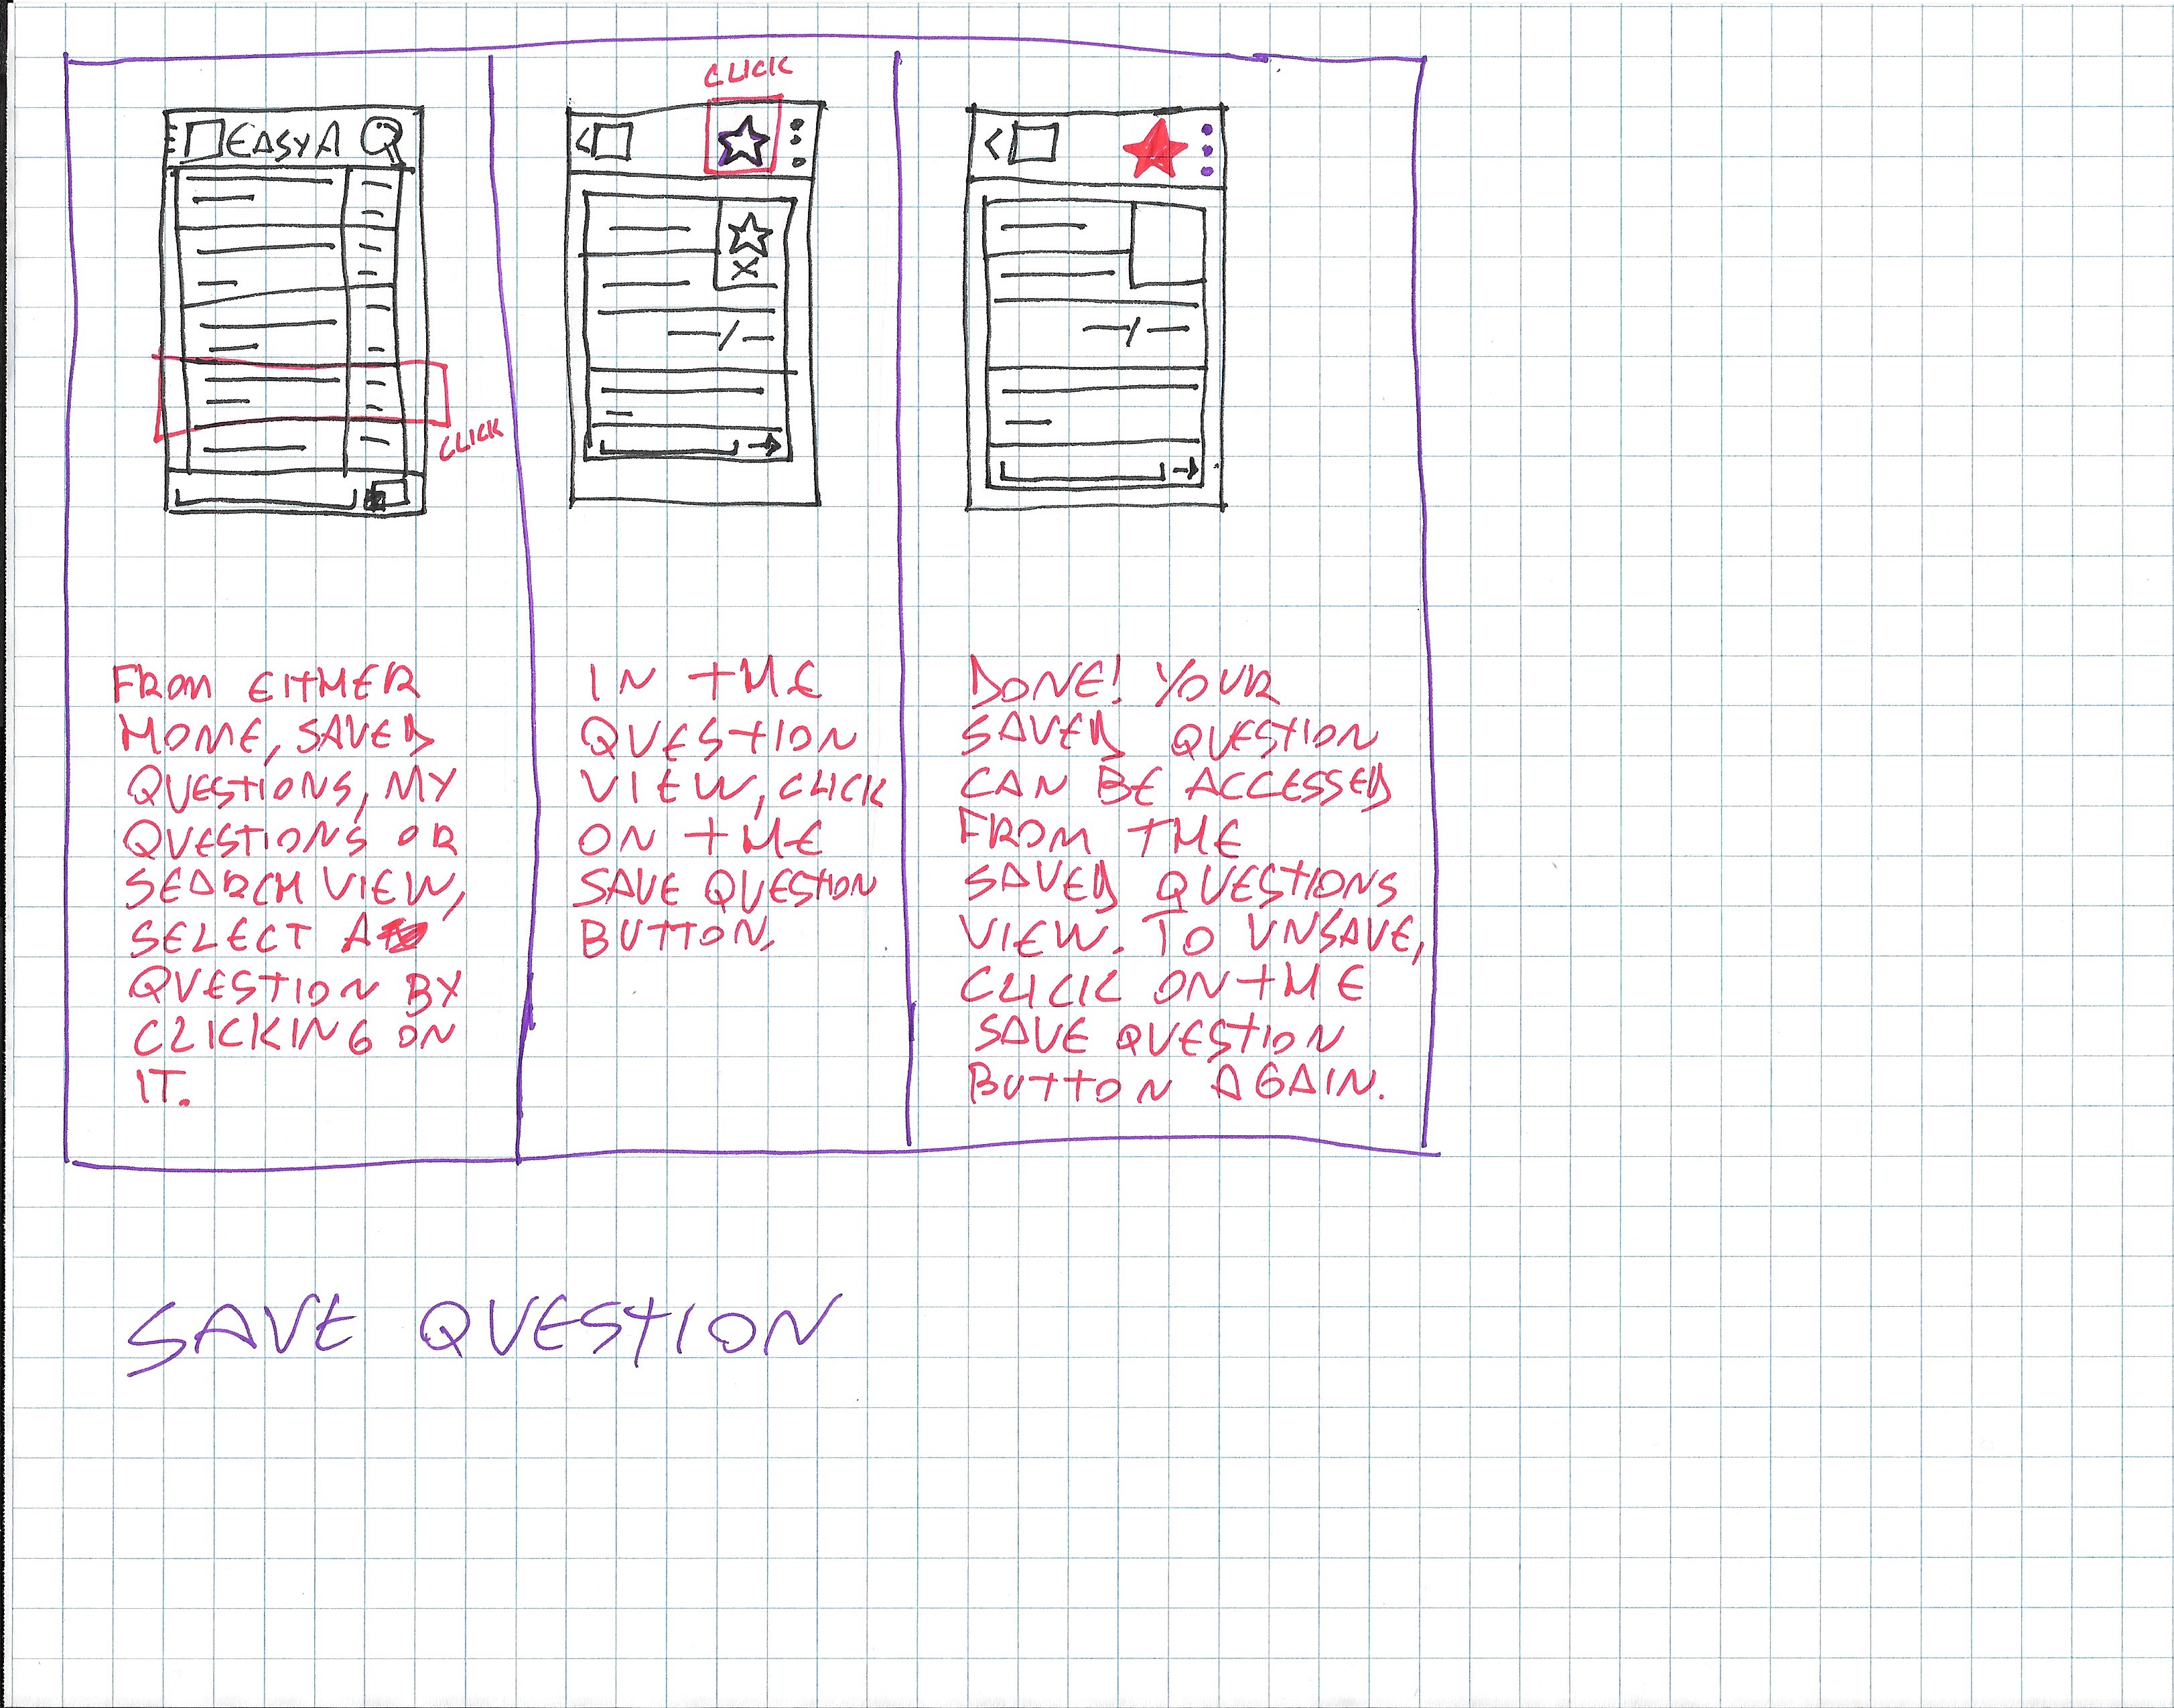 CLICK
EASYA
CLICK
FROM EITHER
HOME, SAVED
QUESTIONS, MY
QUESTIONS OR
SEARCH VIEW,
SELECT A
QUESTION BY
CLICKING ON
IT.
IN THE
QUESTION
VIEW, CLICK
ON THE
SAVE QUESTION
BUTTON.
DONE! YOUR
SAVED QUESTION
CAN BE ACCESSED
FROM THE
SAVED QUESTIONS
VIEW. TO UNSAVE,
CLICK ON THE
SAVE QUESTION
BUTTON AGAIN.
SAVE QUESTION